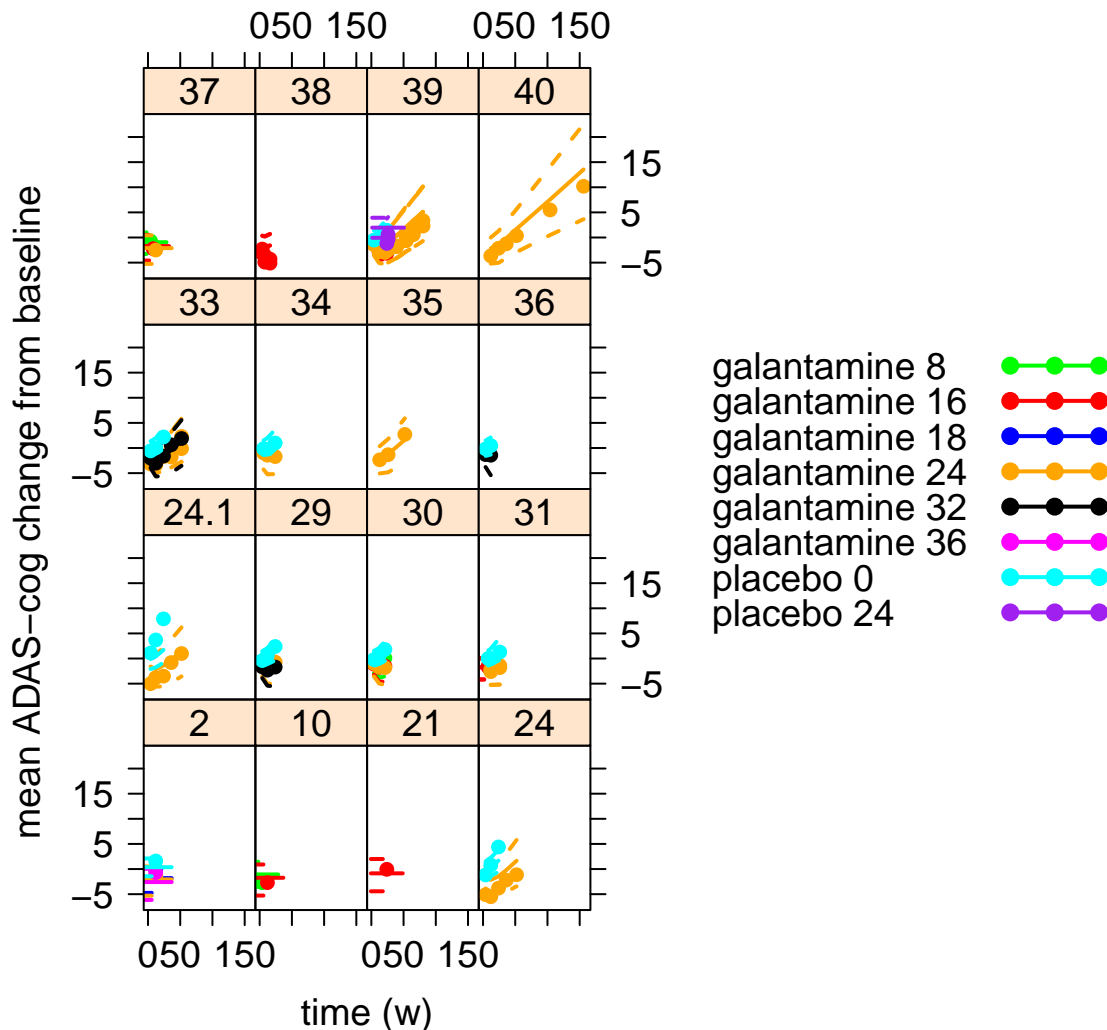 050 150 050 150
37 38 39 40
15
5
−5
33 34 35 36
15
5
−5
24.1 29 30 31
15
5
−5
2 10 21 24
15
5
−5
050 150 050 150
time (w)
mean ADAS−cog change from baseline
galantamine 8
galantamine 16
galantamine 18
galantamine 24
galantamine 32
galantamine 36
placebo 0
placebo 24